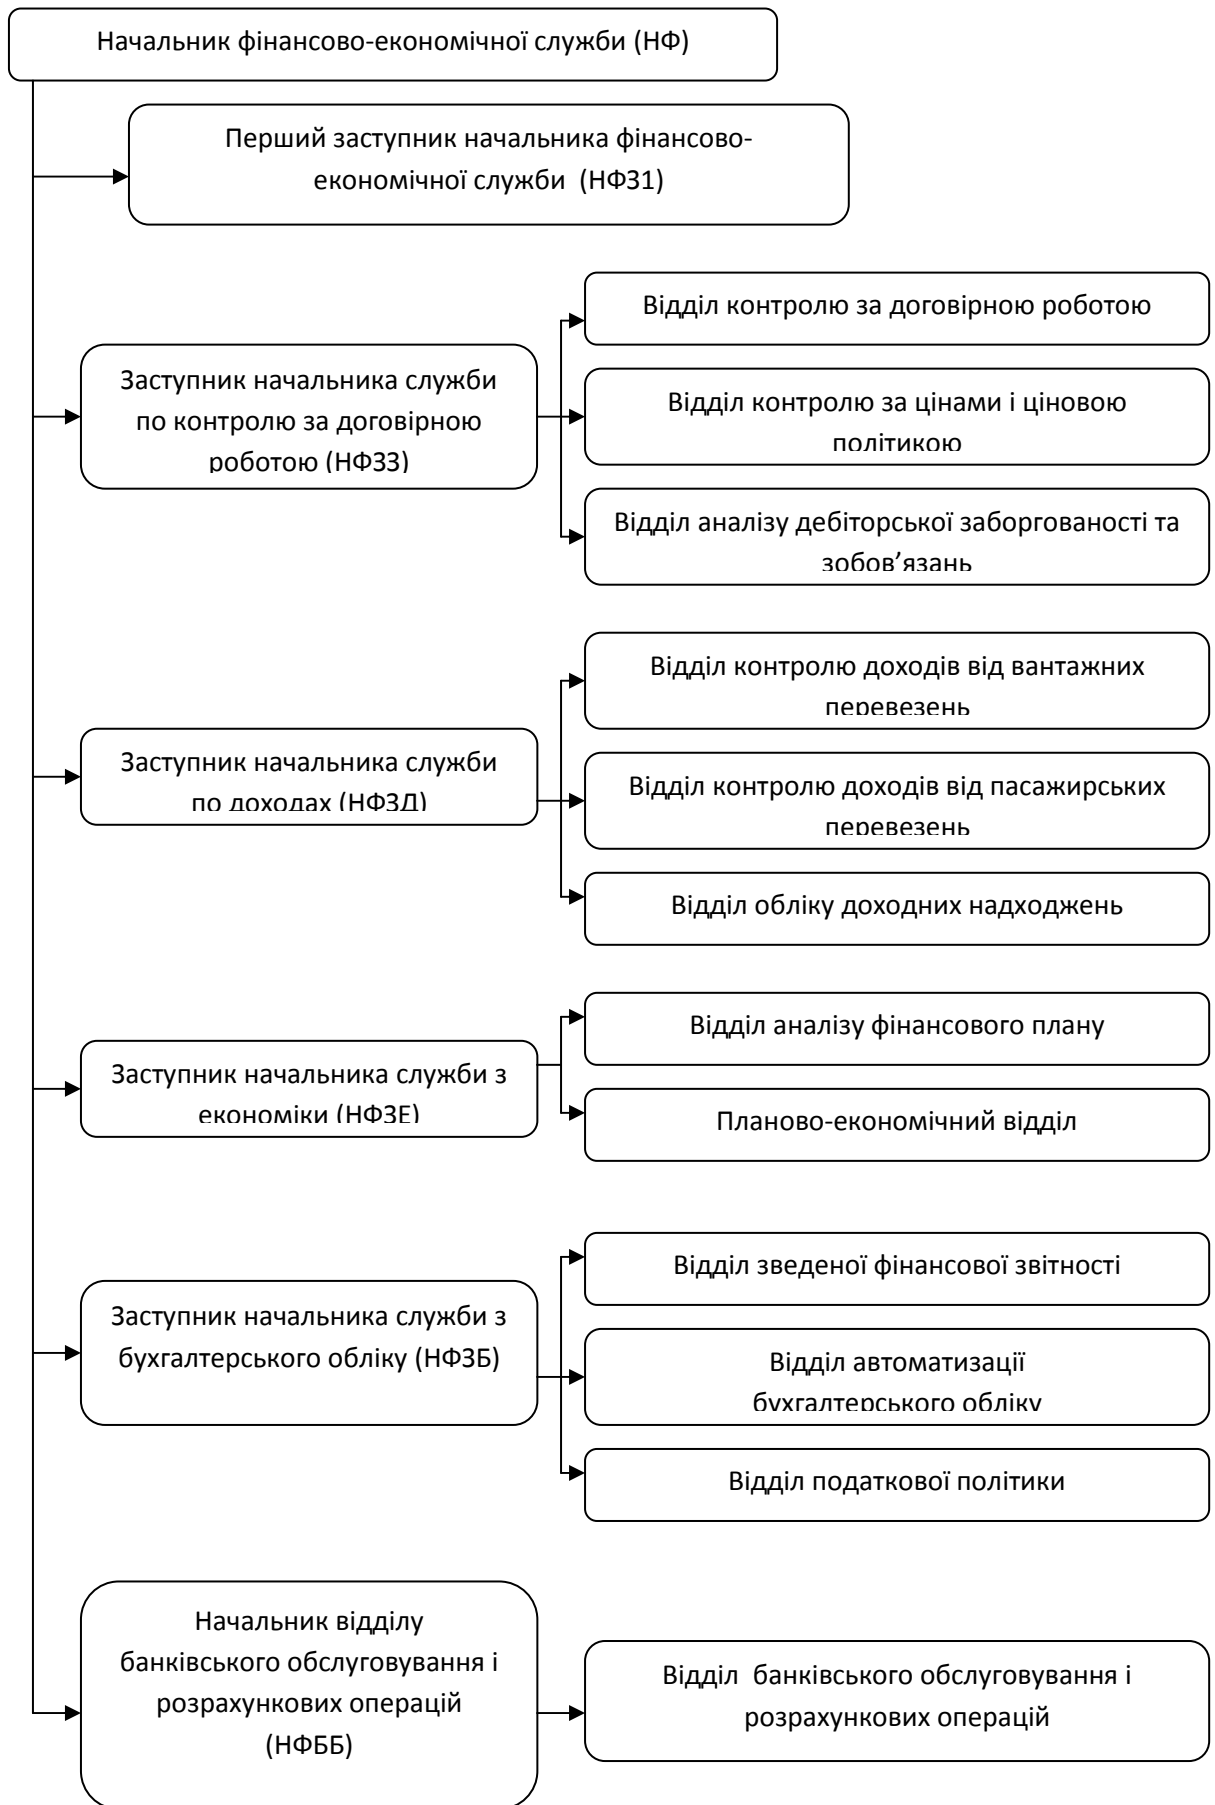 Начальник фінансово-економічної служби (НФ)
Перший заступник начальника фінансово-
економічної служби (НФЗ1)
Відділ контролю за договірною роботою
Заступник начальника служби
по контролю за договірною
роботою (НФЗЗ)
Відділ контролю за цінами і ціновою
політикою
Відділ аналізу дебіторської заборгованості та
зобов’язань
Відділ контролю доходів від вантажних
перевезень
Заступник начальника служби
по доходах (НФЗД)
Відділ контролю доходів від пасажирських
перевезень
Відділ обліку доходних надходжень
Відділ аналізу фінансового плану
Заступник начальника служби з
економіки (НФЗЕ)
Планово-економічний відділ
Відділ зведеної фінансової звітності
Заступник начальника служби з
бухгалтерського обліку (НФЗБ)
Відділ автоматизації
бухгалтерського обліку
Відділ податкової політики
Начальник відділу
банківського обслуговування і
розрахункових операцій
(НФББ)
Відділ банківського обслуговування і
розрахункових операцій